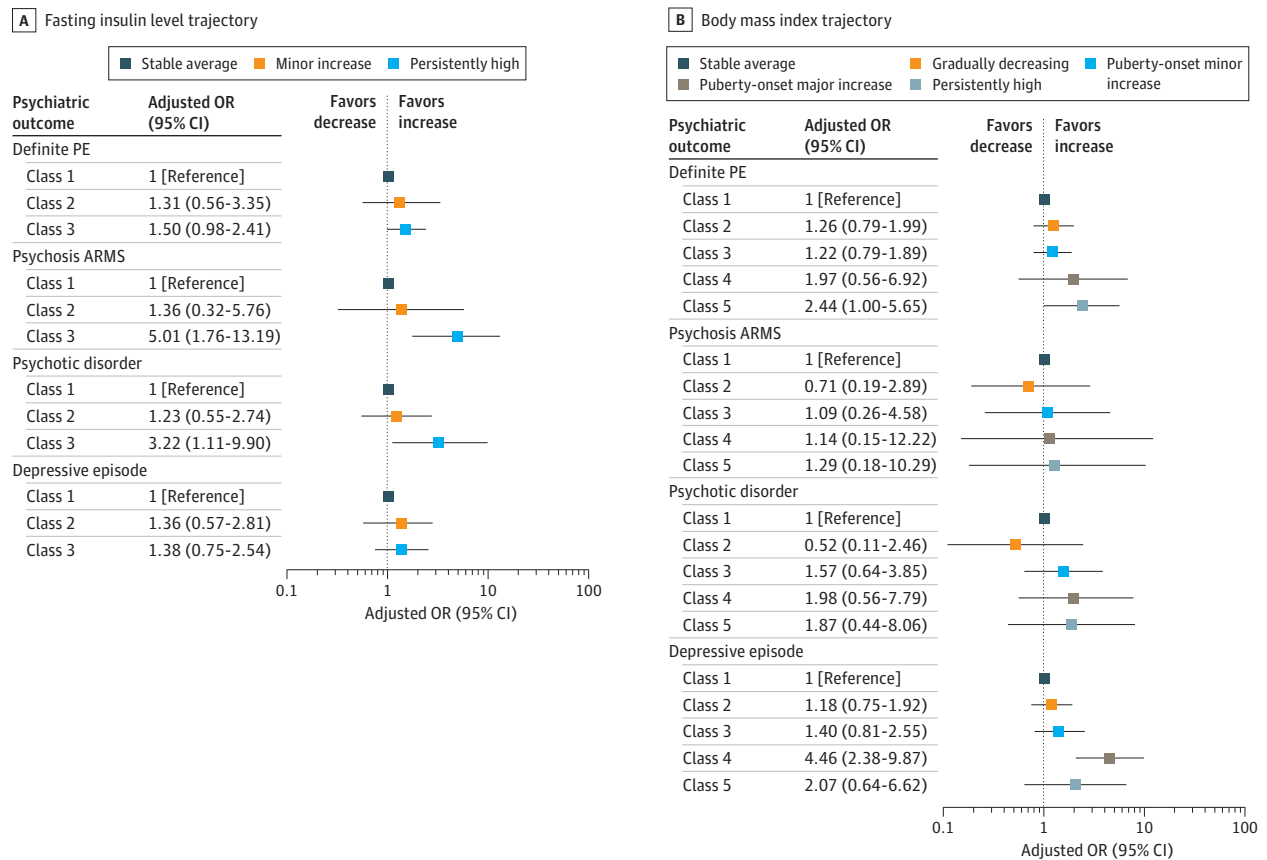 A Fasting insulin level trajectory
Stable average Minor increase Persistently high
Psychiatric outcome Adjusted OR (95% CI) Favors decrease Favors increase
Definite PE
Class 1 1 [Reference]
Class 2 1.31 (0.56-3.35)
Class 3 1.50 (0.98-2.41)
Psychosis ARMS
Class 1 1 [Reference]
Class 2 1.36 (0.32-5.76)
Class 3 5.01 (1.76-13.19)
Psychotic disorder
Class 1 1 [Reference]
Class 2 1.23 (0.55-2.74)
Class 3 3.22 (1.11-9.90)
Depressive episode
Class 1 1 [Reference]
Class 2 1.36 (0.57-2.81)
Class 3 1.38 (0.75-2.54)
0.1 1 10 100
Adjusted OR (95% CI)
B Body mass index trajectory
Stable average Gradually decreasing Puberty-onset minor increase
Puberty-onset major increase Persistently high
Psychiatric outcome Adjusted OR (95% CI) Favors decrease Favors increase
Definite PE
Class 1 1 [Reference]
Class 2 1.26 (0.79-1.99)
Class 3 1.22 (0.79-1.89)
Class 4 1.97 (0.56-6.92)
Class 5 2.44 (1.00-5.65)
Psychosis ARMS
Class 1 1 [Reference]
Class 2 0.71 (0.19-2.89)
Class 3 1.09 (0.26-4.58)
Class 4 1.14 (0.15-12.22)
Class 5 1.29 (0.18-10.29)
Psychotic disorder
Class 1 1 [Reference]
Class 2 0.52 (0.11-2.46)
Class 3 1.57 (0.64-3.85)
Class 4 1.98 (0.56-7.79)
Class 5 1.87 (0.44-8.06)
Depressive episode
Class 1 1 [Reference]
Class 2 1.18 (0.75-1.92)
Class 3 1.40 (0.81-2.55)
Class 4 4.46 (2.38-9.87)
Class 5 2.07 (0.64-6.62)
0.1 1 10 100
Adjusted OR (95% CI)